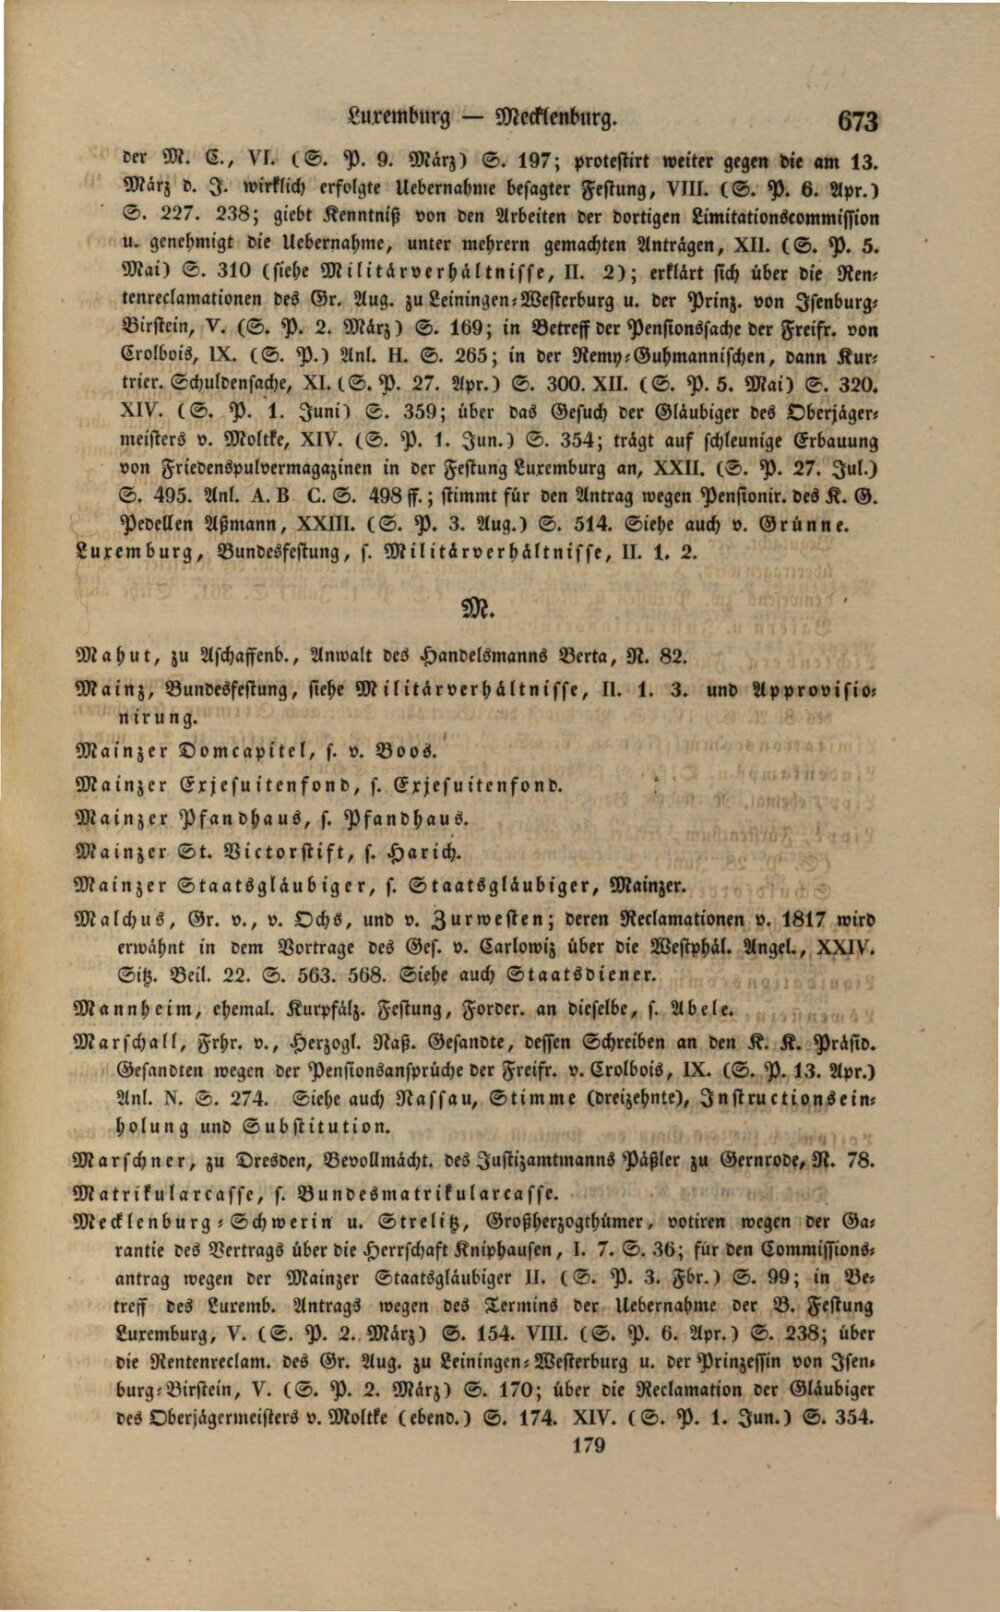 Luxemburg — Mecklenburg. 673
der M. C., VI. (S. P. 9. März) S. 197; protestirt weiter gegen die am 13.
März d. J. wirklich erfolgte Uebernahme besagter Festung, VIII. (S. P. 6. Apr.)
S. 227. 238; giebt Kenntniß von den Arbeiten der dortigen Limitationscommission
u. genehmigt die Uebernahme, unter mehrern gemachten Anträgen, XII. (S. P. 5.
Mai) S. 310 (siehe Militärverhältnisse, II. 2); erklärt sich über die Ren-
tenreclamationen des Gr. Aug. zu Leiningen-Westerburg u. der Prinz. von Isenburg-
Birstein, V. (S. P. 2. März) S. 169; in Betreff der Pensionssache der Freifr. von
Crolbois, IX. (S. P.) Anl. H. S. 265; in der Remy-Guhmannischen, dann Kur-
trier. Schuldensache, XI. (S. P. 27. Apr.) S. 300. XII. (S. P. 5. Mai) S. 320.
XIV. (S. P. 1. Juni) S. 359; über das Gesuch der Gläubiger des Oberjäger-
meisters v. Moltke, XIV. (S. P. 1. Jun.) S. 354; trägt auf schleunige Erbauung
von Friedenspulvermagazinen in der Festung Luxemburg an, XXII. (S. P. 27. Jul.)
S. 495. Anl. A. B C. S. 498 ff.; stimmt für den Antrag wegen Pensionir. des K. G.
Pedellen Aßmann, XXIII. (S. P. 3. Aug.) S. 514. Siehe auch v. Grünne.
Luxemburg, Bundesfestung, s. Militärverhältnisse, II. 1. 2.
M.
Mahut, zu Aschaffenb., Anwalt des Handelsmanns Berta, N. 82.
Mainz, Bundesfestung, siehe Militärverhältnisse, II. 1. 3. und Approvisio-
nirung.
Mainzer Domcapitel, s. v. Boos.
Mainzer Exjesuitenfond, s. Exjesuitenfond.
Mainzer Pfandhaus, s. Pfandhaus.
Mainzer St. Victorstift, s. Harich.
Mainzer Staatsgläubiger, s. Staatsgläubiger, Mainzer.
Malchus, Gr. v., v. Ochs, und v. Zurwesten; deren Reclamationen v. 1817 wird
erwähnt in dem Vortrage des Ges. v. Carlowiz über die Westphäl. Angel., XXIV.
Sitz. Beil. 22. S. 563. 568. Siehe auch Staatsdiener.
Mannheim, ehemal. Kurpfälz. Festung, Forder. an dieselbe, s. Abele.
Marschall, Frhr. v., Herzogl. Naß. Gesandte, dessen Schreiben an den K. K. Präsid.
Gesandten wegen der Pensionsansprüche der Freifr. v. Crolbois, IX. (S. P. 13. Apr.)
Anl. N. S. 274. Siehe auch Nassau, Stimme (dreizehnte), Instructionsein-
holung und Substitution.
Marschner, zu Dresden, Bevollmächt. des Justizamtmanns Päßler zu Gernrode, N. 78.
Matrikularcasse, s. Bundesmatrikularcasse.
Mecklenburg-Schwerin u. Strelitz, Großherzogthümer, votiren wegen der Ga-
rantie des Vertrags über die Herrschaft Kniphausen, I. 7. S. 36; für den Commissions-
antrag wegen der Mainzer Staatsgläubiger II. (S. P. 3. Fbr.) S. 99; in Be-
treff des Luxemb. Antrags wegen des Termins der Uebernahme der B. Festung
Luxemburg, V. (S. P. 2. März) S. 154. VIII. (S. P. 6. Apr.) S. 238; über
die Rentenreclam. des Gr. Aug. zu Leiningen-Westerburg u. der Prinzessin von Isen-
burg-Birstein, V. (S. P. 2. März) S. 170; über die Reclamation der Gläubiger
des Oberjägermeisters v. Moltke (ebend.) S. 174. XIV. (S. P. 1. Jun.) S. 354.
179